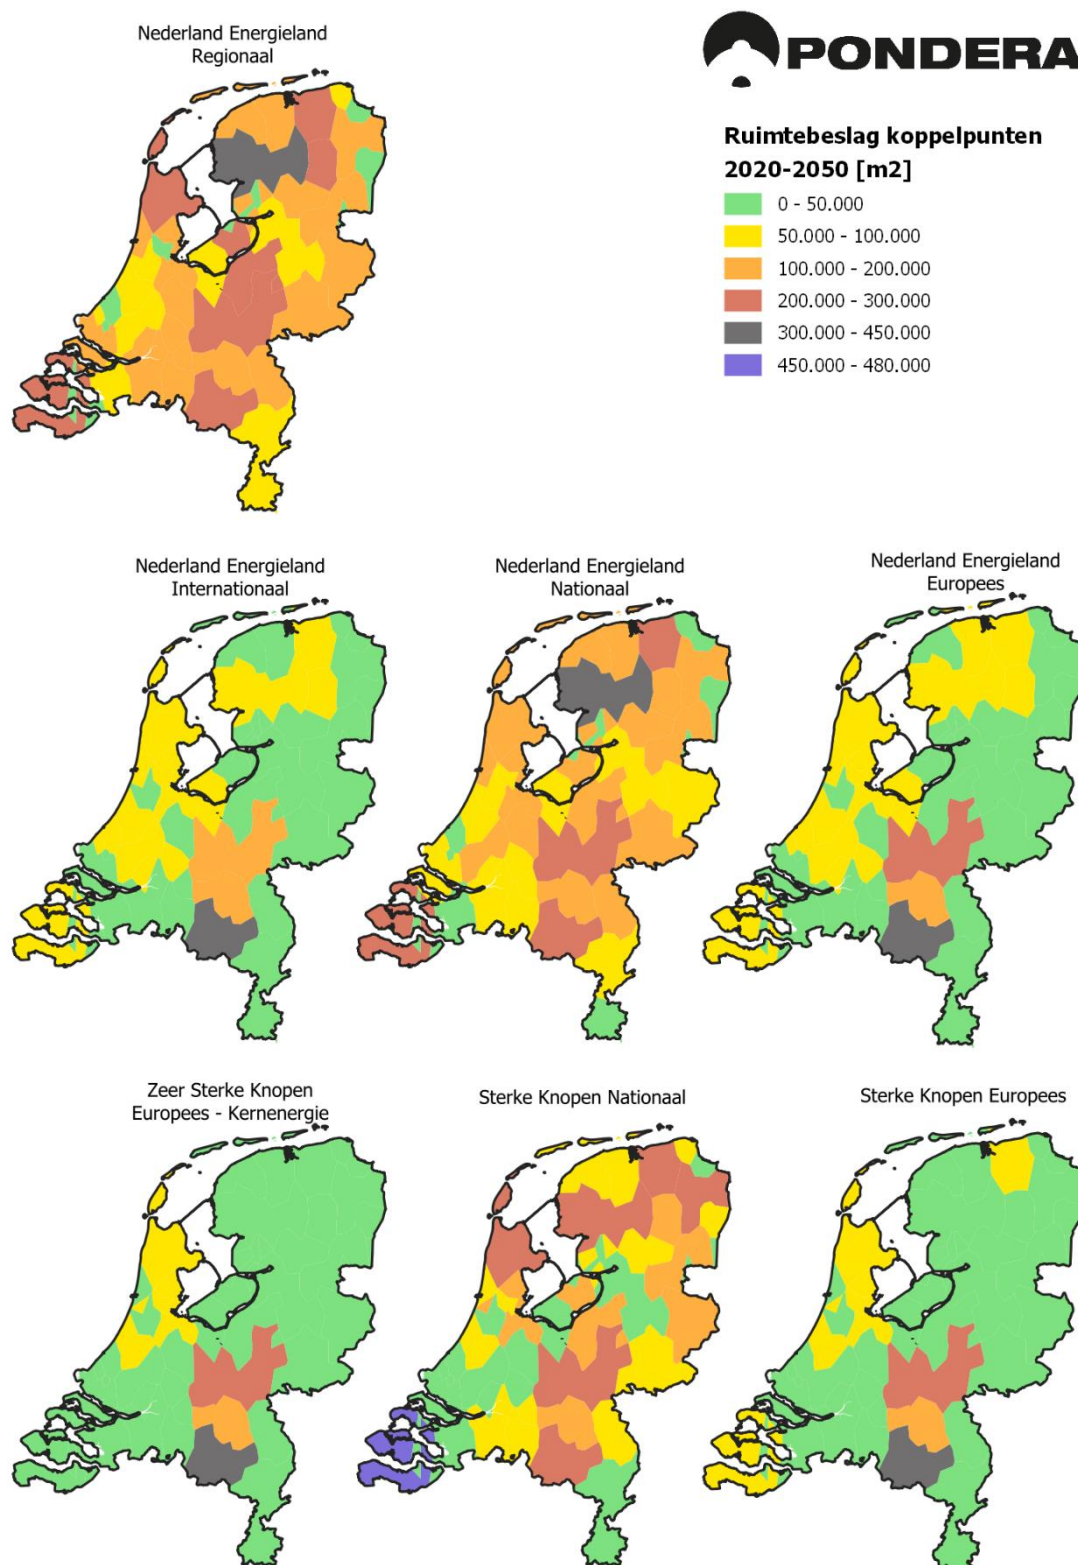 Nederland Energieland
Regionaal
PONDERA
Ruimtebeslag koppelpunten
2020-2050 [m2]
0 - 50.000
50.000 - 100.000
100.000 - 200.000
200.000 - 300.000
300.000 - 450.000
450.000 - 480.000
Nederland Energieland
Internationaal
Nederland Energieland
Nationaal
Nederland Energieland
Europees
Zeer Sterke Knopen
Europees - Kernenergie
Sterke Knopen Nationaal
Sterke Knopen Europees